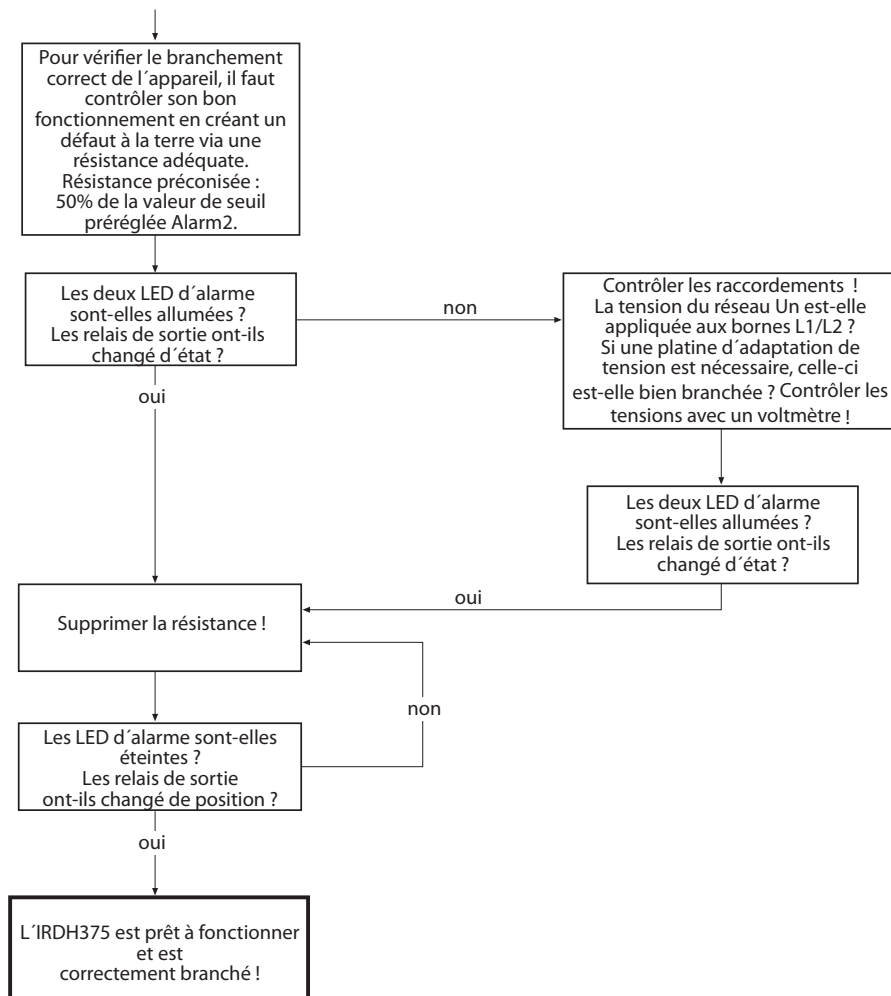 Pour vérifier le branchement
correct de l´appareil, il faut
contrôler son bon
fonctionnement en créant un
défaut à la terre via une
résistance adéquate.
Résistance préconisée :
50% de la valeur de seuil
préréglée Alarm2.
Les deux LED d´alarme
sont-elles allumées ?
Les relais de sortie ont-ils
changé d´état ?
non
Contrôler les raccordements !
La tension du réseau Un est-elle
appliquée aux bornes L1/L2 ?
Si une platine d´adaptation de
tension est nécessaire, celle-ci
est-elle bien branchée ? Contrôler les
tensions avec un voltmètre !
oui
Les deux LED d´alarme
sont-elles allumées ?
Les relais de sortie ont-ils
changé d´état ?
oui
Supprimer la résistance !
non
Les LED d´alarme sont-elles
éteintes ?
Les relais de sortie
ont-ils changé de position ?
oui
L´IRDH375 est prêt à fonctionner
et est
correctement branché !